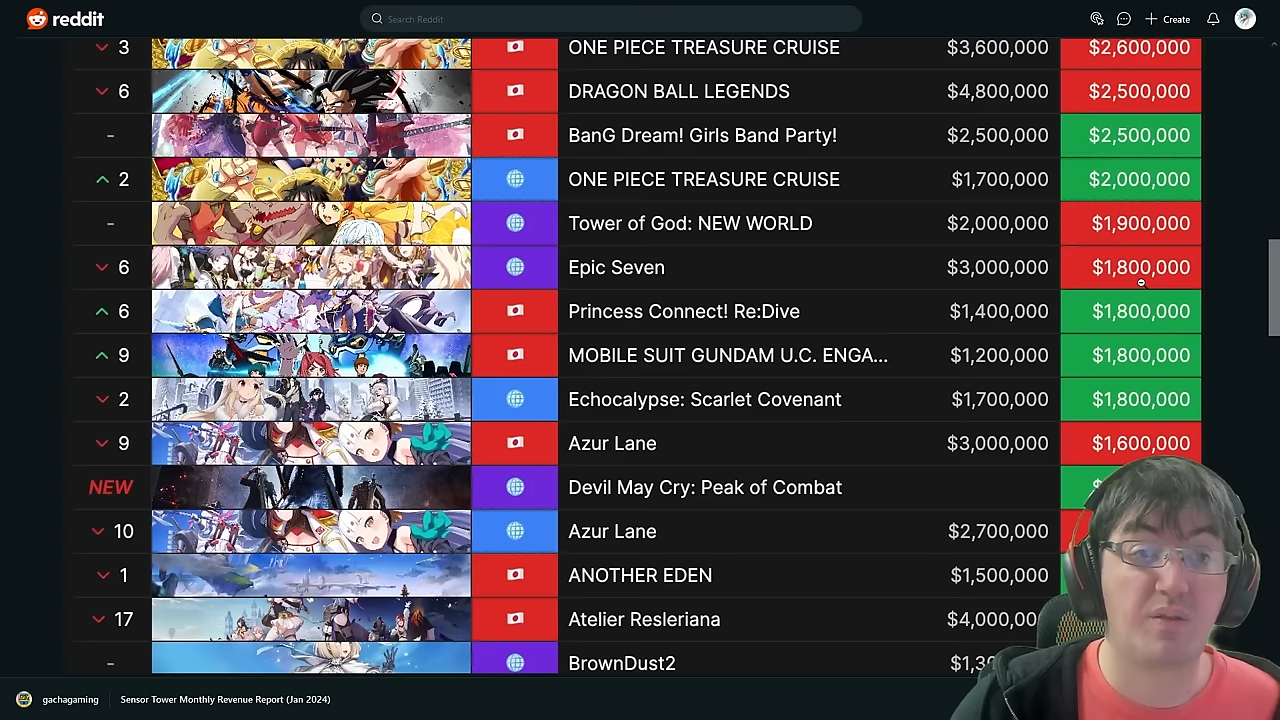 reddit
Search Reddit
Create
3 ONE PIECE TREASURE CRUISE $3,600,000 $2,600,000
6 DRAGON BALL LEGENDS $4,800,000 $2,500,000
- BanG Dream! Girls Band Party! $2,500,000 $2,500,000
2 ONE PIECE TREASURE CRUISE $1,700,000 $2,000,000
- Tower of God: NEW WORLD $2,000,000 $1,900,000
6 Epic Seven $3,000,000 $1,800,000
6 Princess Connect! Re:Dive $1,400,000 $1,800,000
9 MOBILE SUIT GUNDAM U.C. ENGA... $1,200,000 $1,800,000
2 Echocalypse: Scarlet Covenant $1,700,000 $1,800,000
9 Azur Lane $3,000,000 $1,600,000
NEW Devil May Cry: Peak of Combat
10 Azur Lane $2,700,000
1 ANOTHER EDEN $1,500,000
17 Atelier Resleriana
- BrownDust2
gachagaming Sensor Tower Monthly Revenue Report (Jan 2024)